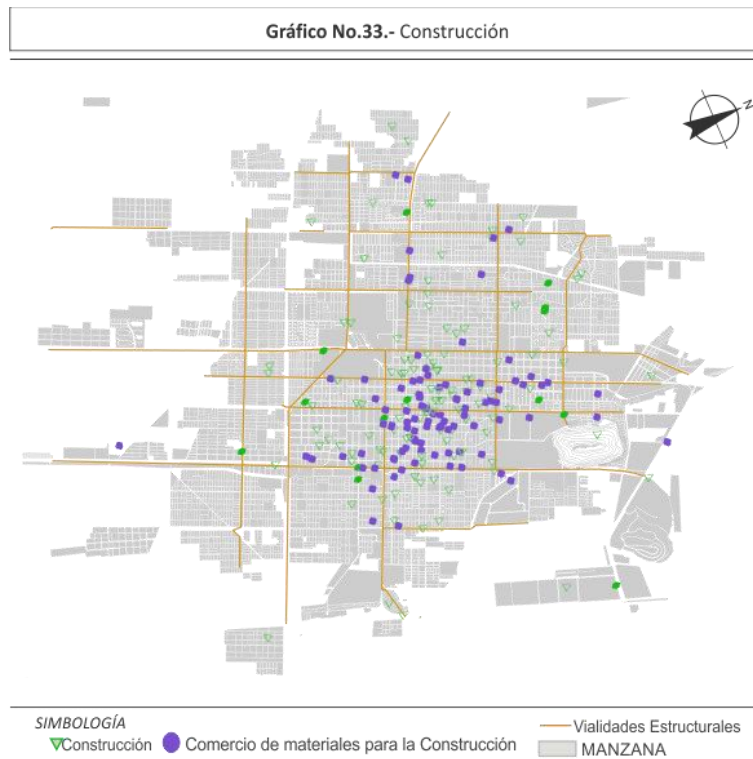 Gráfico No.33.- Construcción
N
SIMBOLOGÍA
Construcción Comercio de materiales para la Construcción
Vialidades Estructurales
MANZANA